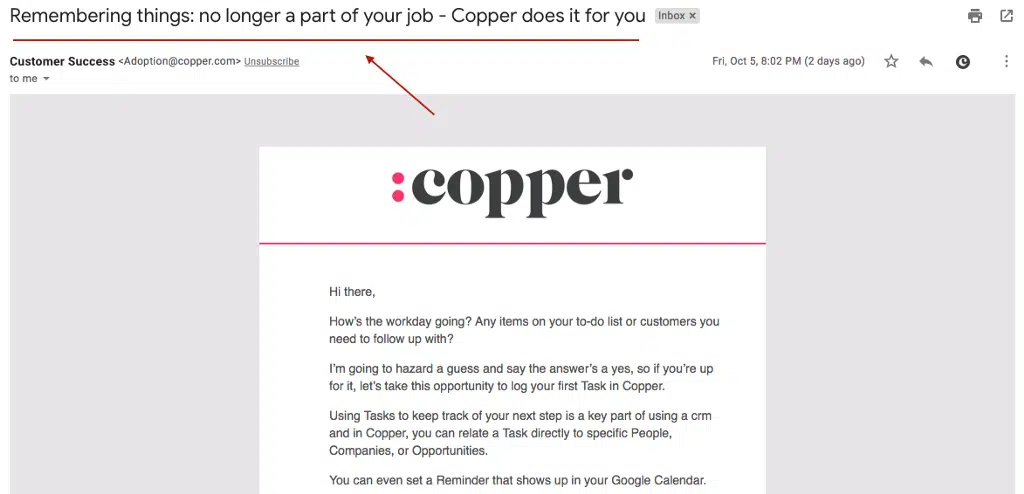 Remembering things: no longer a part of your job - Copper does it for you Inbox x
Customer Success <Adoption@copper.com> Unsubscribe Fri, Oct 5, 8:02 PM (2 days ago)
to me
:copper
Hi there,
How’s the workday going? Any items on your to-do list or customers you
need to follow up with?
I’m going to hazard a guess and say the answer’s a yes, so if you’re up
for it, let’s take this opportunity to log your first Task in Copper.
Using Tasks to keep track of your next step is a key part of using a crm
and in Copper, you can relate a Task directly to specific People,
Companies, or Opportunities.
You can even set a Reminder that shows up in your Google Calendar.